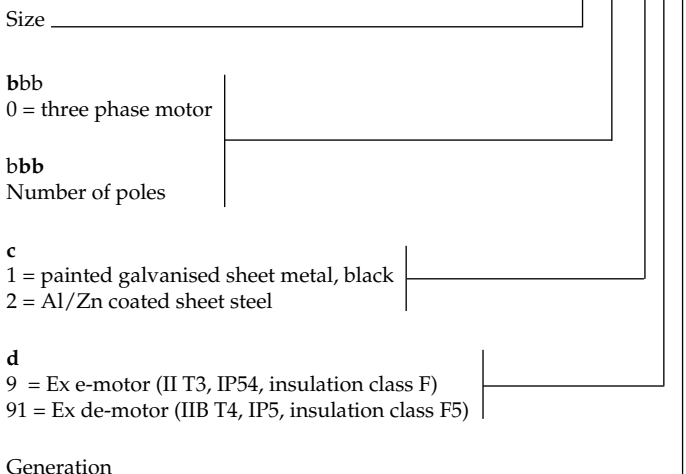 Size
bbb
0 = three phase motor
bbb
Number of poles
c
1 = painted galvanised sheet metal, black
2 = Al/Zn coated sheet steel
d
9 = Ex e-motor (II T3, IP54, insulation class F)
91 = Ex de-motor (IIB T4, IP5, insulation class F5)
Generation